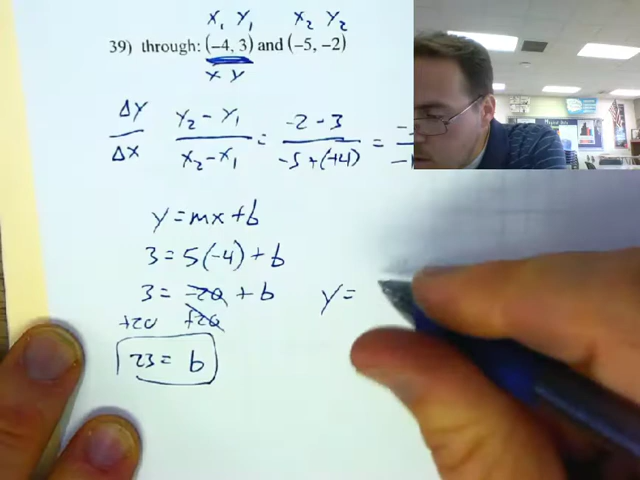 X₁ Y₁ X₂ Y₂
39) through: (−4, 3) and (−5, −2)
X Y
ΔY/ΔX Y₂ − Y₁/X₂ − X₁ = -2 - 3/-5 + (+4) =
y = mx + b
3 = 5(-4) + b
3 = -20 + b
+20 +20
23 = b
y =